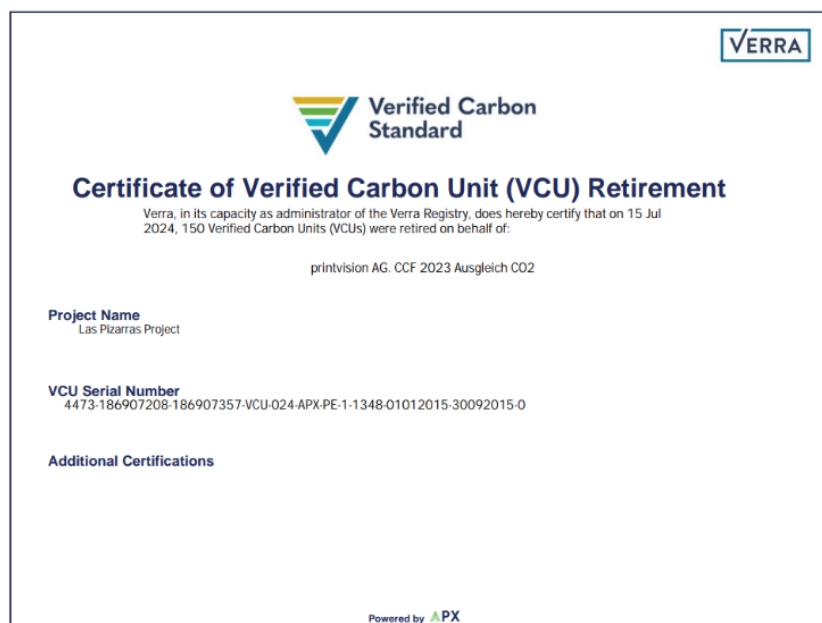 VERRA
Verified Carbon
Standard
Certificate of Verified Carbon Unit (VCU) Retirement
Verra, in its capacity as administrator of the Verra Registry, does hereby certify that on 15 Jul
2024, 150 Verified Carbon Units (VCUs) were retired on behalf of:
printvision AG. CCF 2023 Ausgleich CO2
Project Name
Las Pizarras Project
VCU Serial Number
4473-186907208-186907357-VCU-024-APX-PE-1-1348-01012015-30092015-0
Additional Certifications
Powered by APX